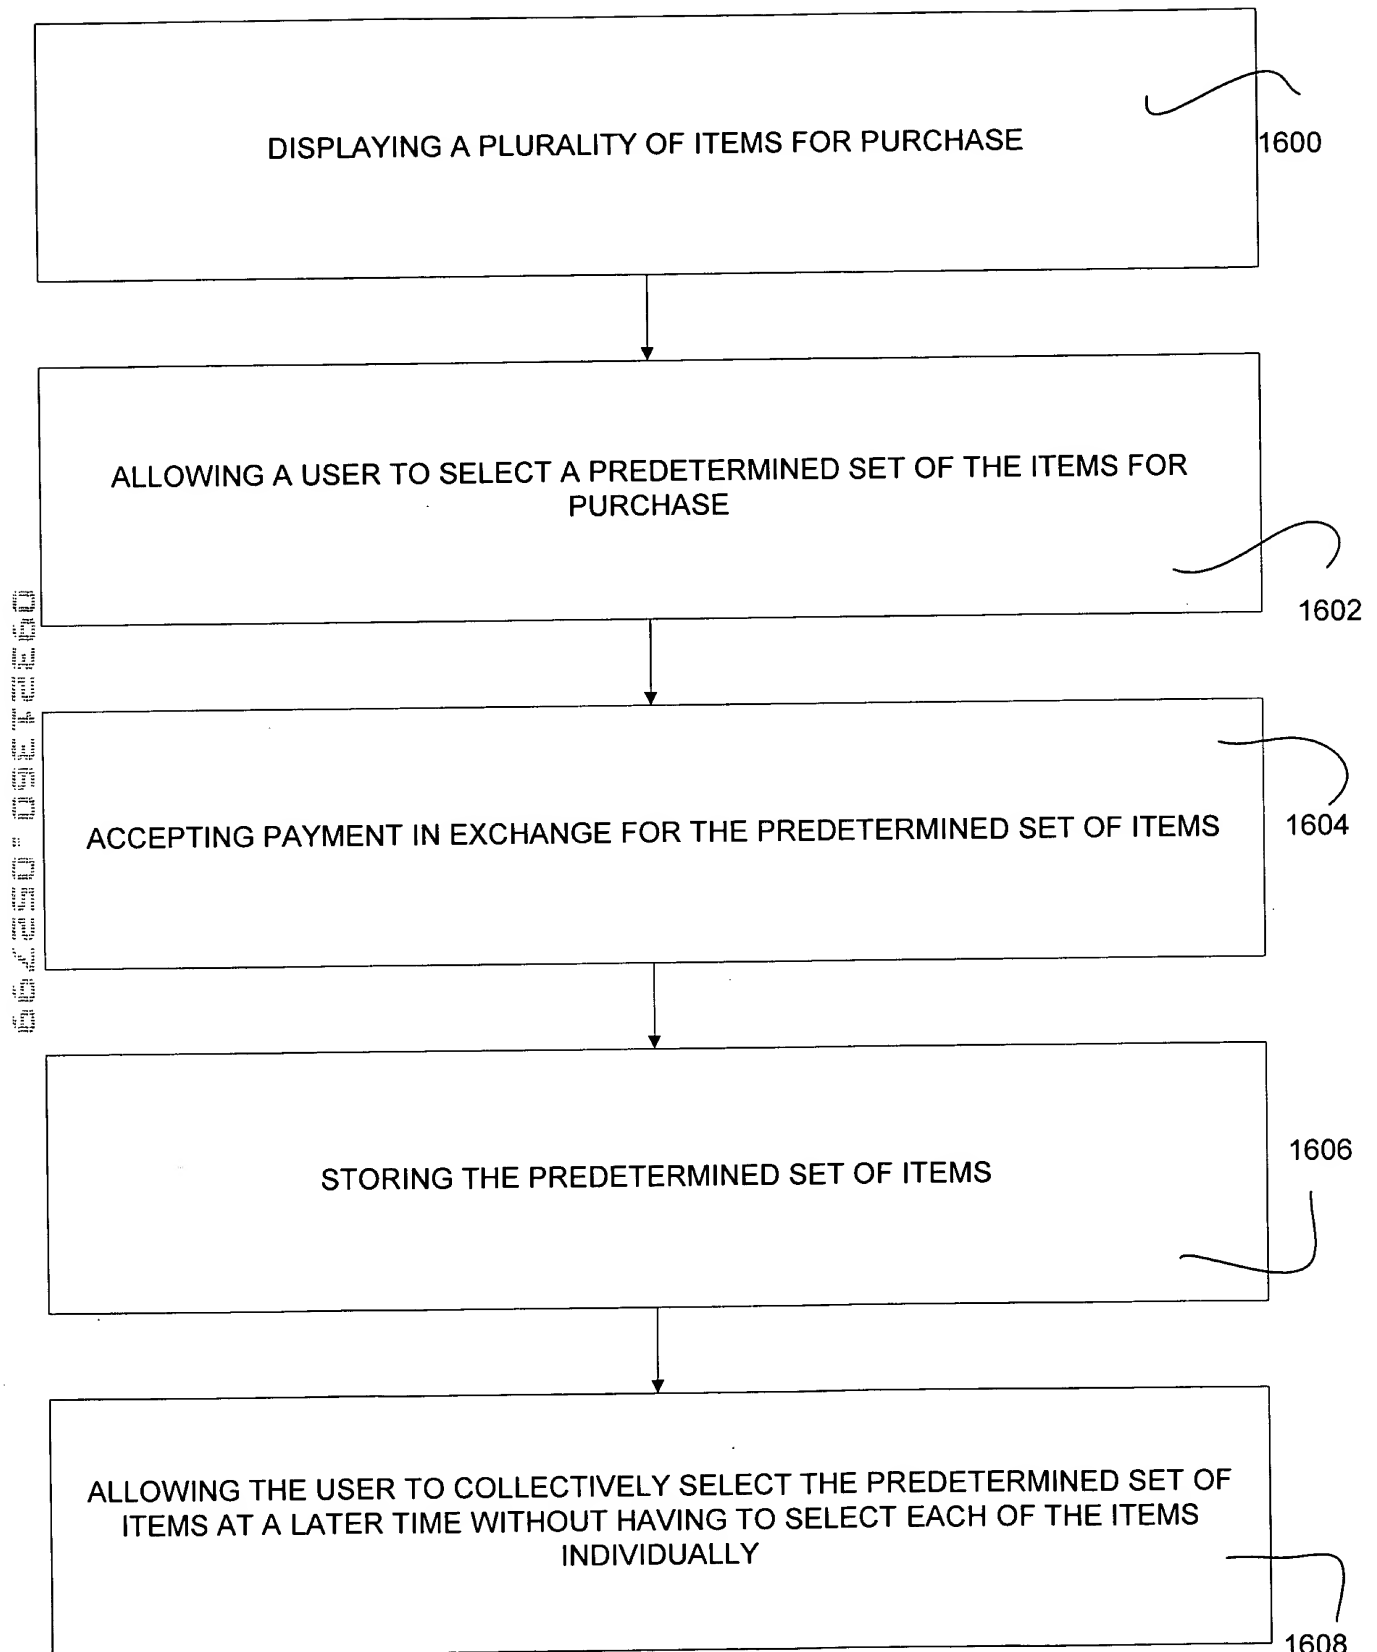 DISPLAYING A PLURALITY OF ITEMS FOR PURCHASE
1600
ALLOWING A USER TO SELECT A PREDETERMINED SET OF THE ITEMS FOR
PURCHASE
1602
ACCEPTING PAYMENT IN EXCHANGE FOR THE PREDETERMINED SET OF ITEMS
1604
STORING THE PREDETERMINED SET OF ITEMS
1606
ALLOWING THE USER TO COLLECTIVELY SELECT THE PREDETERMINED SET OF
ITEMS AT A LATER TIME WITHOUT HAVING TO SELECT EACH OF THE ITEMS
INDIVIDUALLY
1608
09321360-052799